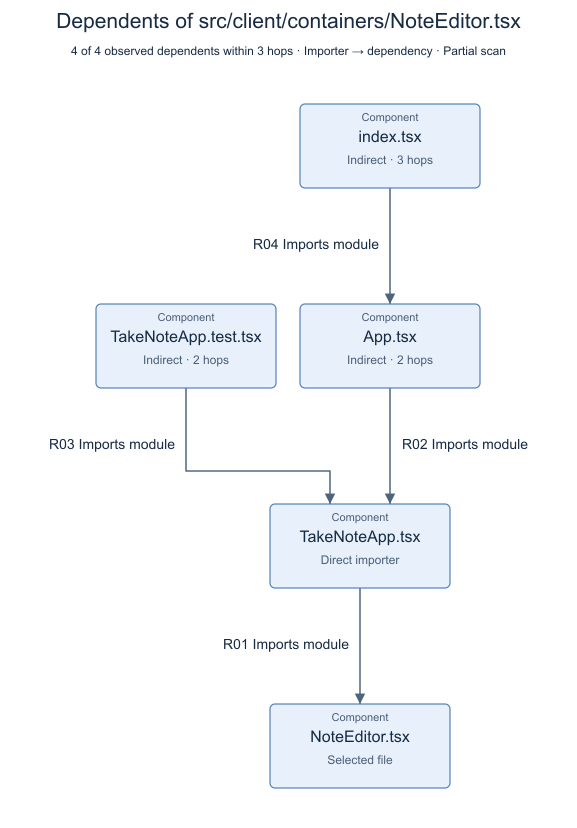 Dependents of src/client/containers/NoteEditor.tsx
4 of 4 observed dependents within 3 hops · Importer → dependency · Partial scan
Component
index.tsx
Indirect · 3 hops
R04 Imports module
Component
TakeNoteApp.test.tsx
Indirect · 2 hops
Component
App.tsx
Indirect · 2 hops
R03 Imports module
R02 Imports module
Component
TakeNoteApp.tsx
Direct importer
R01 Imports module
Component
NoteEditor.tsx
Selected file